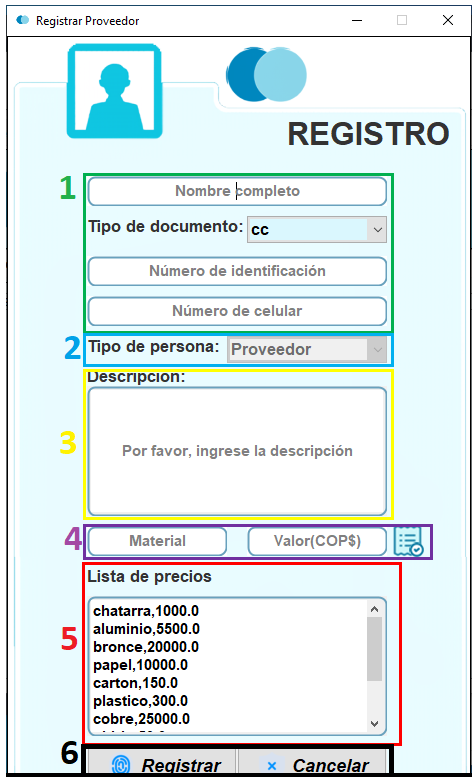 Registrar Proveedor
REGISTRO
1
Nombre completo
Tipo de documento: cc
Número de identificación
Número de celular
2
Tipo de persona: Proveedor
3
Descripción:
Por favor, ingrese la descripción
4
Material Valor(COP$)
Lista de precios
5
chatarra,1000.0
aluminio,5500.0
bronce,20000.0
papel,10000.0
carton,150.0
plastico,300.0
cobre,25000.0
6
Registrar Cancelar